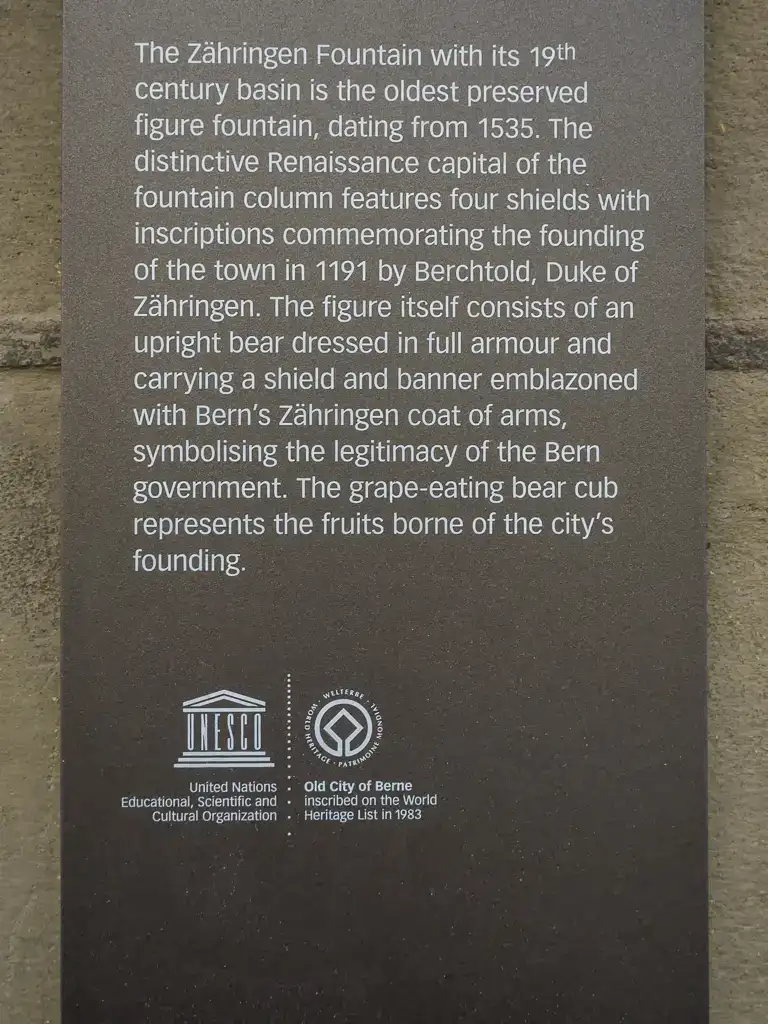 The Zähringen Fountain with its 19th
century basin is the oldest preserved
figure fountain, dating from 1535. The
distinctive Renaissance capital of the
fountain column features four shields with
inscriptions commemorating the founding
of the town in 1191 by Berchtold, Duke of
Zähringen. The figure itself consists of an
upright bear dressed in full armour and
carrying a shield and banner emblazoned
with Bern's Zähringen coat of arms,
symbolising the legitimacy of the Bern
government. The grape-eating bear cub
represents the fruits borne of the city's
founding.
UNESCO
United Nations
Educational, Scientific and
Cultural Organization
WORLD HERITAGE · WELTERBE · PATRIMOINE MONDIAL ·
Old City of Berne
inscribed on the World
Heritage List in 1983